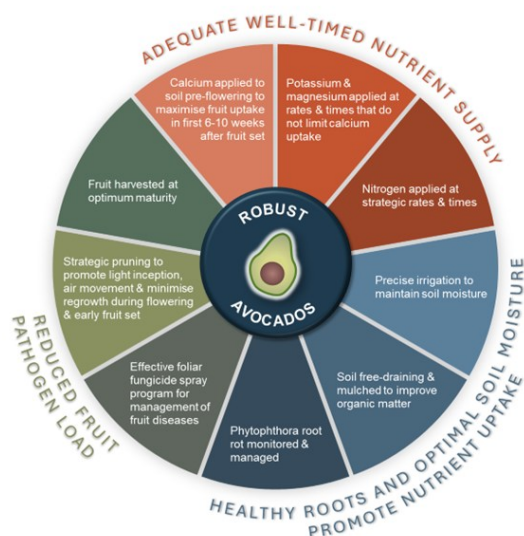 ADEQUATE WELL-TIMED NUTRIENT SUPPLY
Calcium applied to
soil pre-flowering to
maximise fruit uptake
in first 6-10 weeks
after fruit set
Potassium &
magnesium applied at
rates & times that do
not limit calcium
uptake
Nitrogen applied at
strategic rates & times
Precise irrigation to
maintain soil moisture
Soil free-draining &
mulched to improve
organic matter
Phytophthora root
rot monitored &
managed
HEALTHY ROOTS AND OPTIMAL SOIL MOISTURE
PROMOTE NUTRIENT UPTAKE
Effective foliar
fungicide spray
program for
management of
fruit diseases
Strategic pruning to
promote light inception,
air movement & minimise
regrowth during flowering
& early fruit set
REDUCED FRUIT
PATHOGEN LOAD
Fruit harvested at
optimum maturity
ROBUST
AVOCADOS